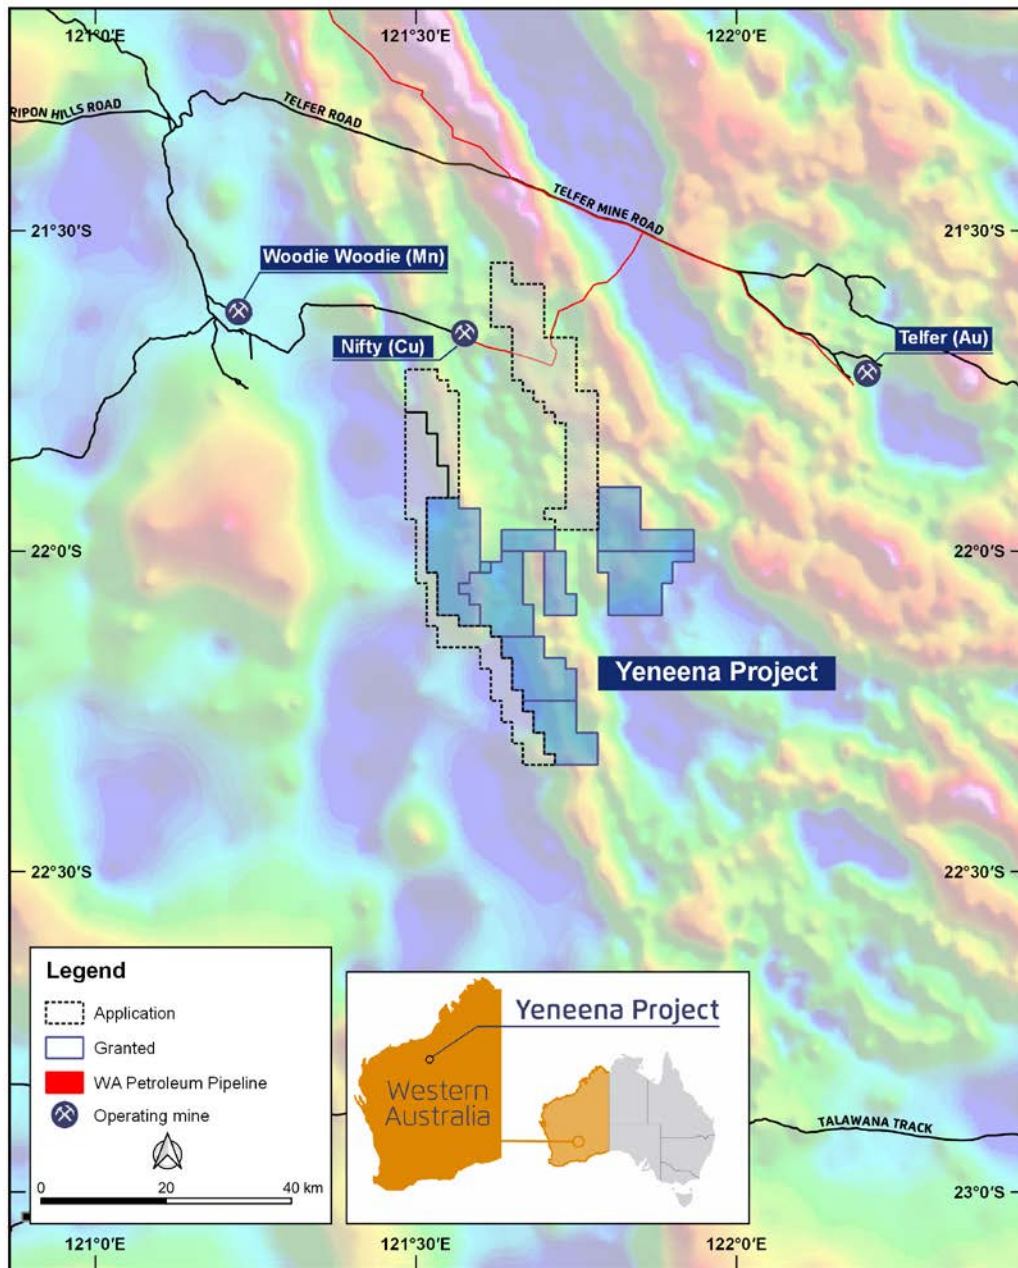 121°0'E
121°30'E
122°0'E
RIPON HILLS ROAD
TELFER ROAD
TELFER MINE ROAD
21°30'S
21°30'S
Woodie Woodie (Mn)
Nifty (Cu)
Telfer (Au)
22°0'S
22°0'S
Yeneena Project
22°30'S
22°30'S
Legend
Application
Granted
WA Petroleum Pipeline
Operating mine
0
20
40 km
Yeneena Project
Western
Australia
TALAWANA TRACK
23°0'S
121°0'E
121°30'E
122°0'E